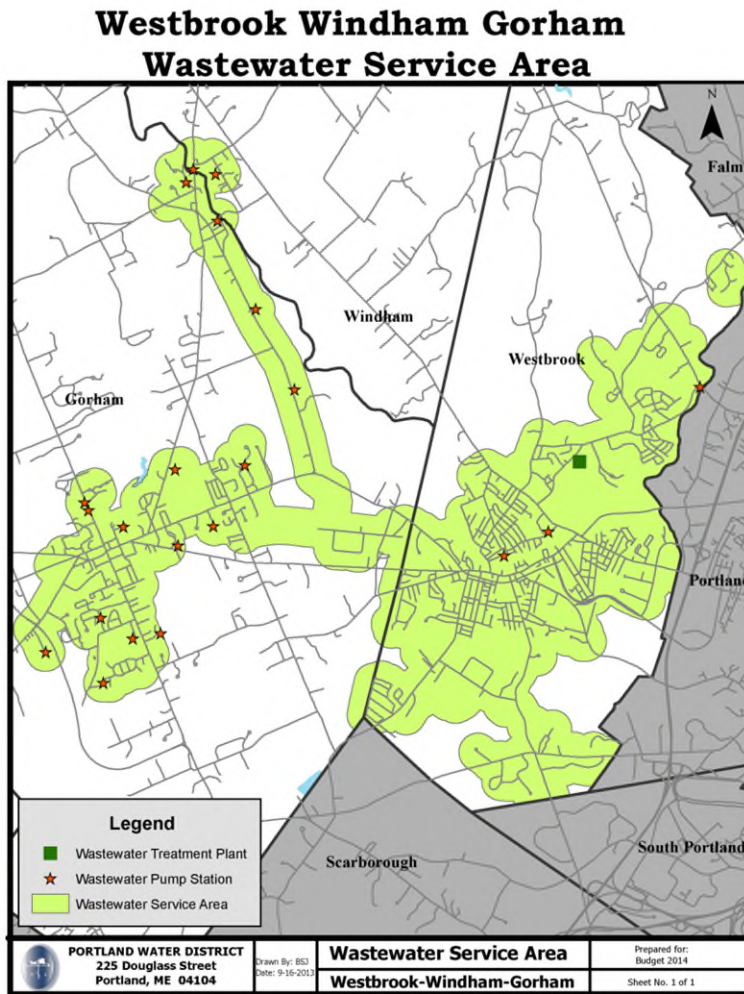 Westbrook Windham Gorham
Wastewater Service Area
N
Falm
Windham
Westbrook
Gorham
Portland
Legend
Wastewater Treatment Plant
Wastewater Pump Station
Wastewater Service Area
Scarborough
South Portland
PORTLAND WATER DISTRICT
225 Douglass Street
Portland, ME 04104
Drawn By: BSJ
Date: 9-16-2013
Wastewater Service Area
Westbrook-Windham-Gorham
Prepared for:
Budget 2014
Sheet No. 1 of 1